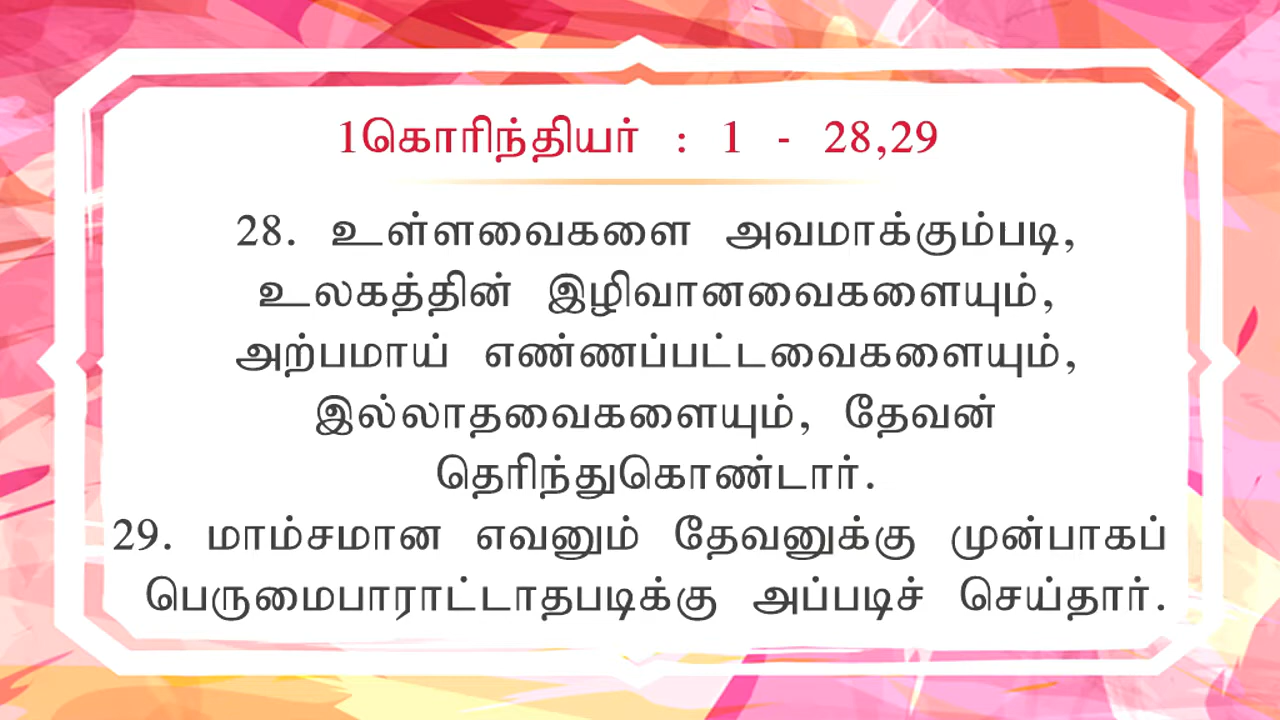 1கொரிந்தியர் : 1 - 28,29
28. உள்ளவைகளை அவமாக்கும்படி,
உலகத்தின் இழிவானவைகளையும்,
அற்பமாய் எண்ணப்பட்டவைகளையும்,
இல்லாதவைகளையும், தேவன்
தெரிந்துகொண்டார்.
29. மாம்சமான எவனும் தேவனுக்கு முன்பாகப்
பெருமைபாராட்டாதபடிக்கு அப்படிச் செய்தார்.